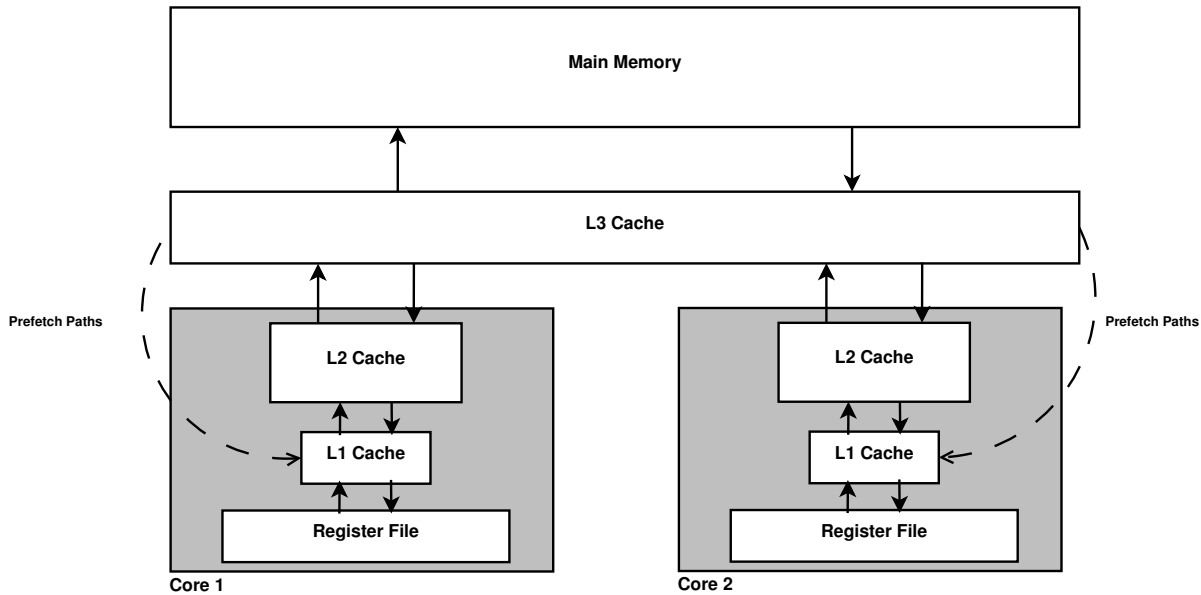 Main Memory
L3 Cache
Prefetch Paths
Prefetch Paths
L2 Cache
L2 Cache
L1 Cache
L1 Cache
Register File
Register File
Core 1
Core 2